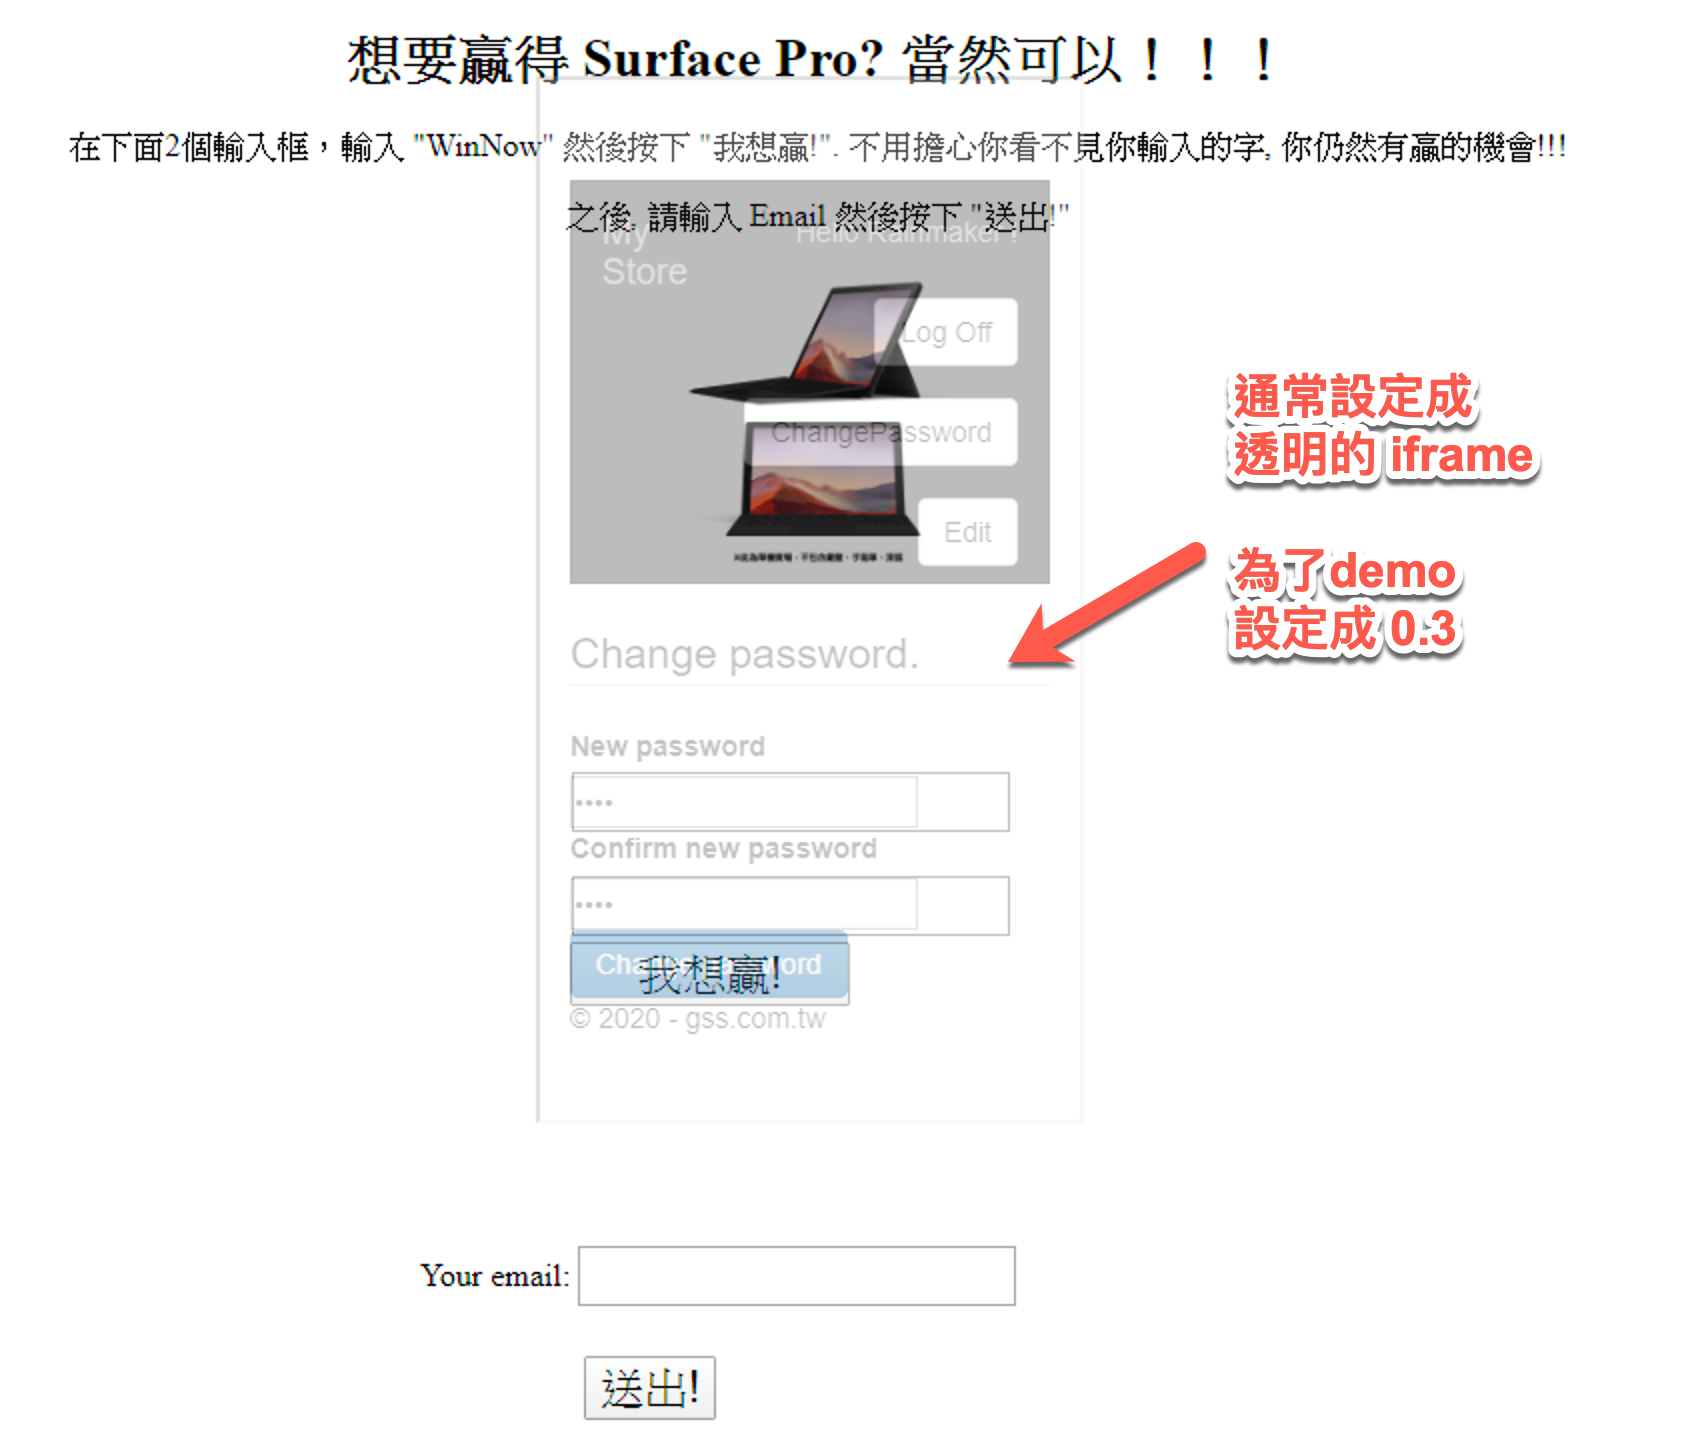 想要贏得 Surface Pro? 當然可以！！！
在下面2個輸入框，輸入 "WinNow" 然後按下 "我想贏!". 不用擔心你看不見你輸入的字, 你仍然有贏的機會!!!
之後, 請輸入 Email 然後按下 "送出!"
My
Store
Hello Rainmaker !
Log Off
ChangePassword
Edit
通常設定成
透明的 iframe
為了demo
設定成 0.3
Change password.
New password
••••
Confirm new password
••••
Change password
我想贏!
© 2020 - gss.com.tw
Your email:
送出!